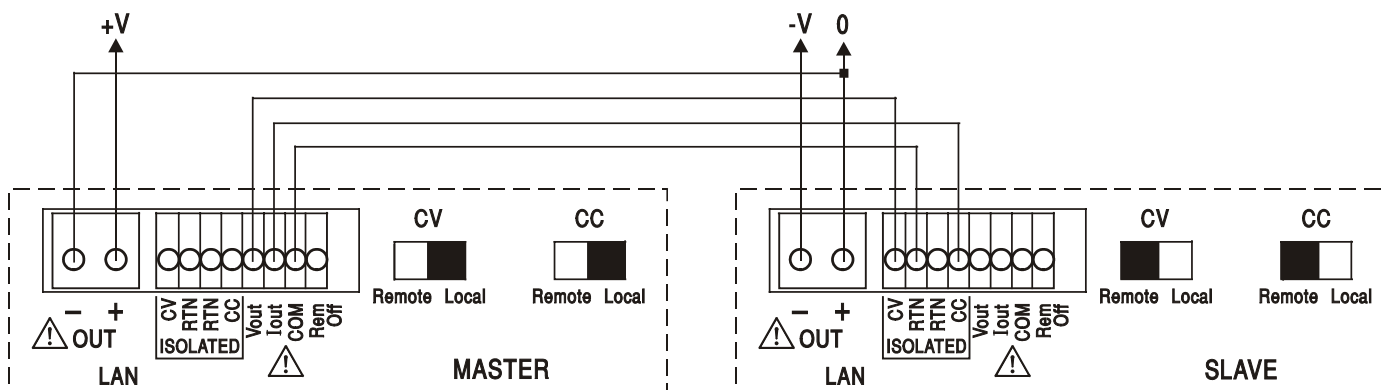 +V
-V 0
CV CC
Remote Local Remote Local
- +
CV RTN RTN CC Vout Iout COM Rem Off
OUT
ISOLATED
LAN
MASTER
CV CC
Remote Local Remote Local
- +
CV RTN RTN CC Vout Iout COM Rem Off
OUT
ISOLATED
LAN
SLAVE